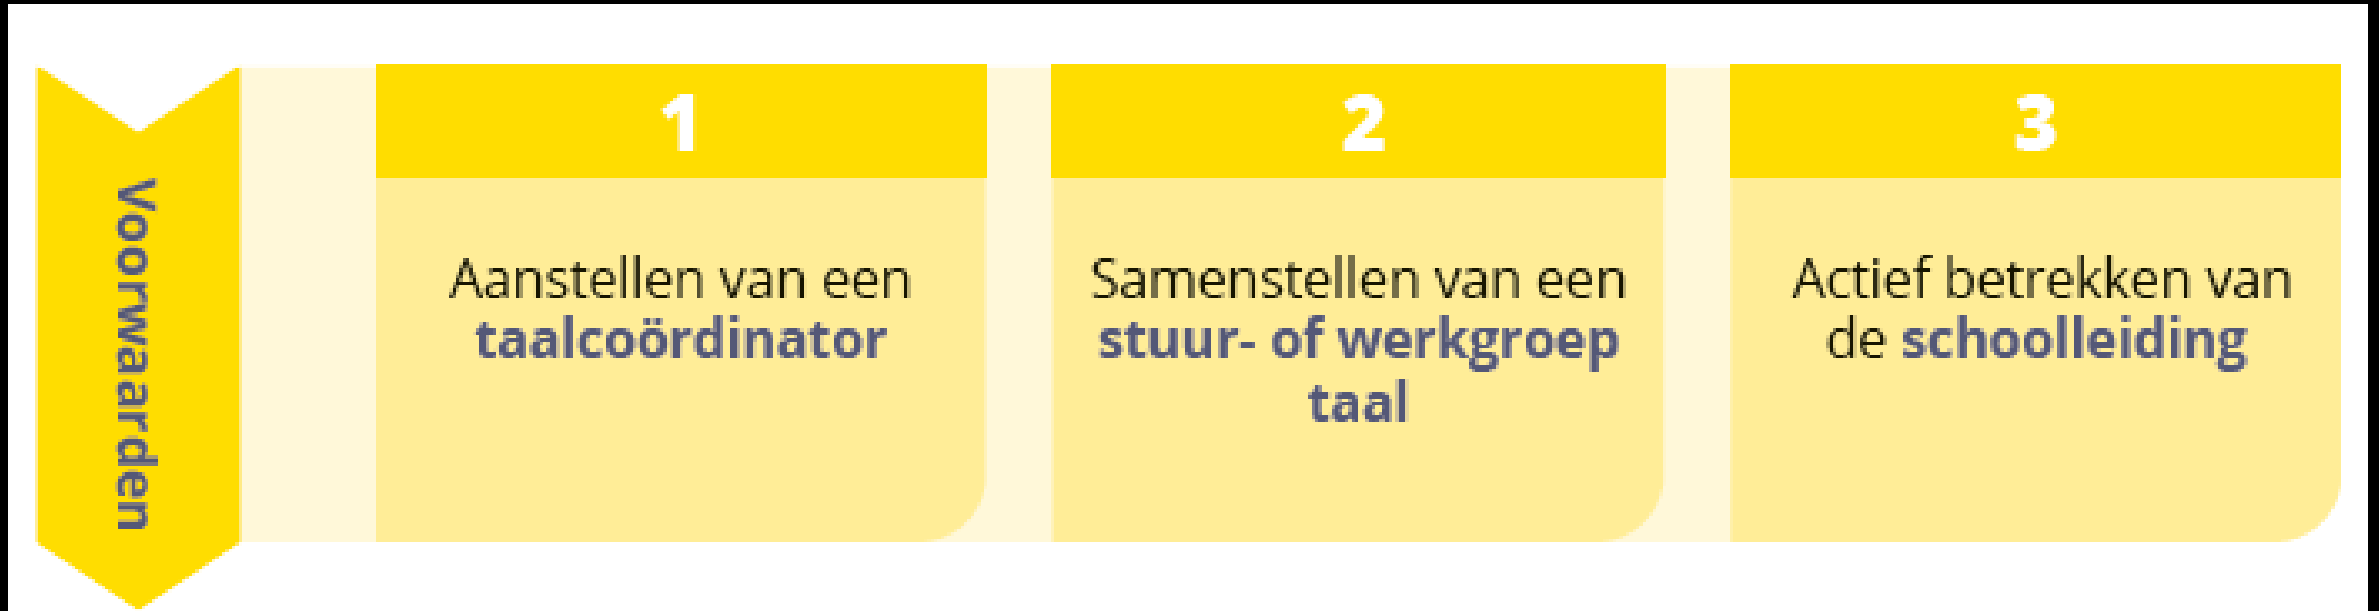 Voorwaarden
1
Aanstellen van een
taalcoördinator
2
Samenstellen van een
stuur- of werkgroep
taal
3
Actief betrekken van
de schoolleiding